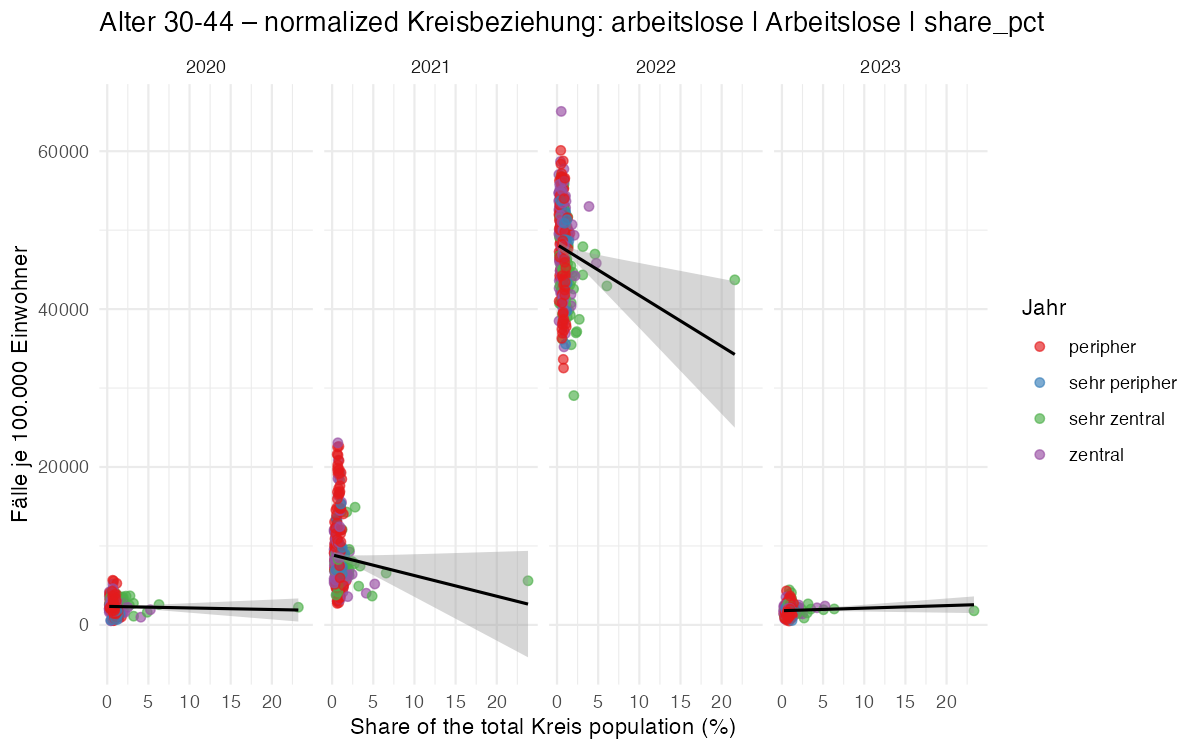 Alter 30-44 – normalized Kreisbeziehung: arbeitslose | Arbeitslose | share_pct
2020 2021 2022 2023
Fälle je 100.000 Einwohner
60000
40000
20000
0
0 5 10 15 20 0 5 10 15 20 0 5 10 15 20 0 5 10 15 20
Share of the total Kreis population (%)
Jahr
peripher
sehr peripher
sehr zentral
zentral